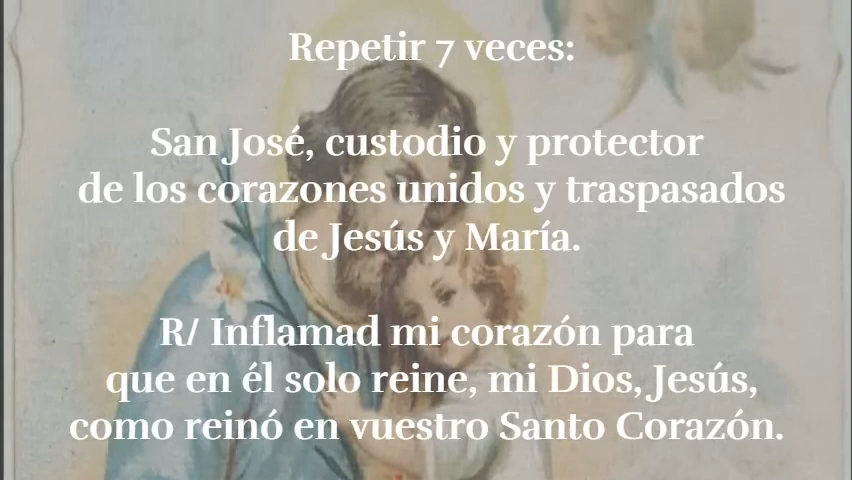 Repetir 7 veces:
San José, custodio y protector
de los corazones unidos y traspasados
de Jesús y María.
R/ Inflamad mi corazón para
que en él solo reine, mi Dios, Jesús,
como reinó en vuestro Santo Corazón.